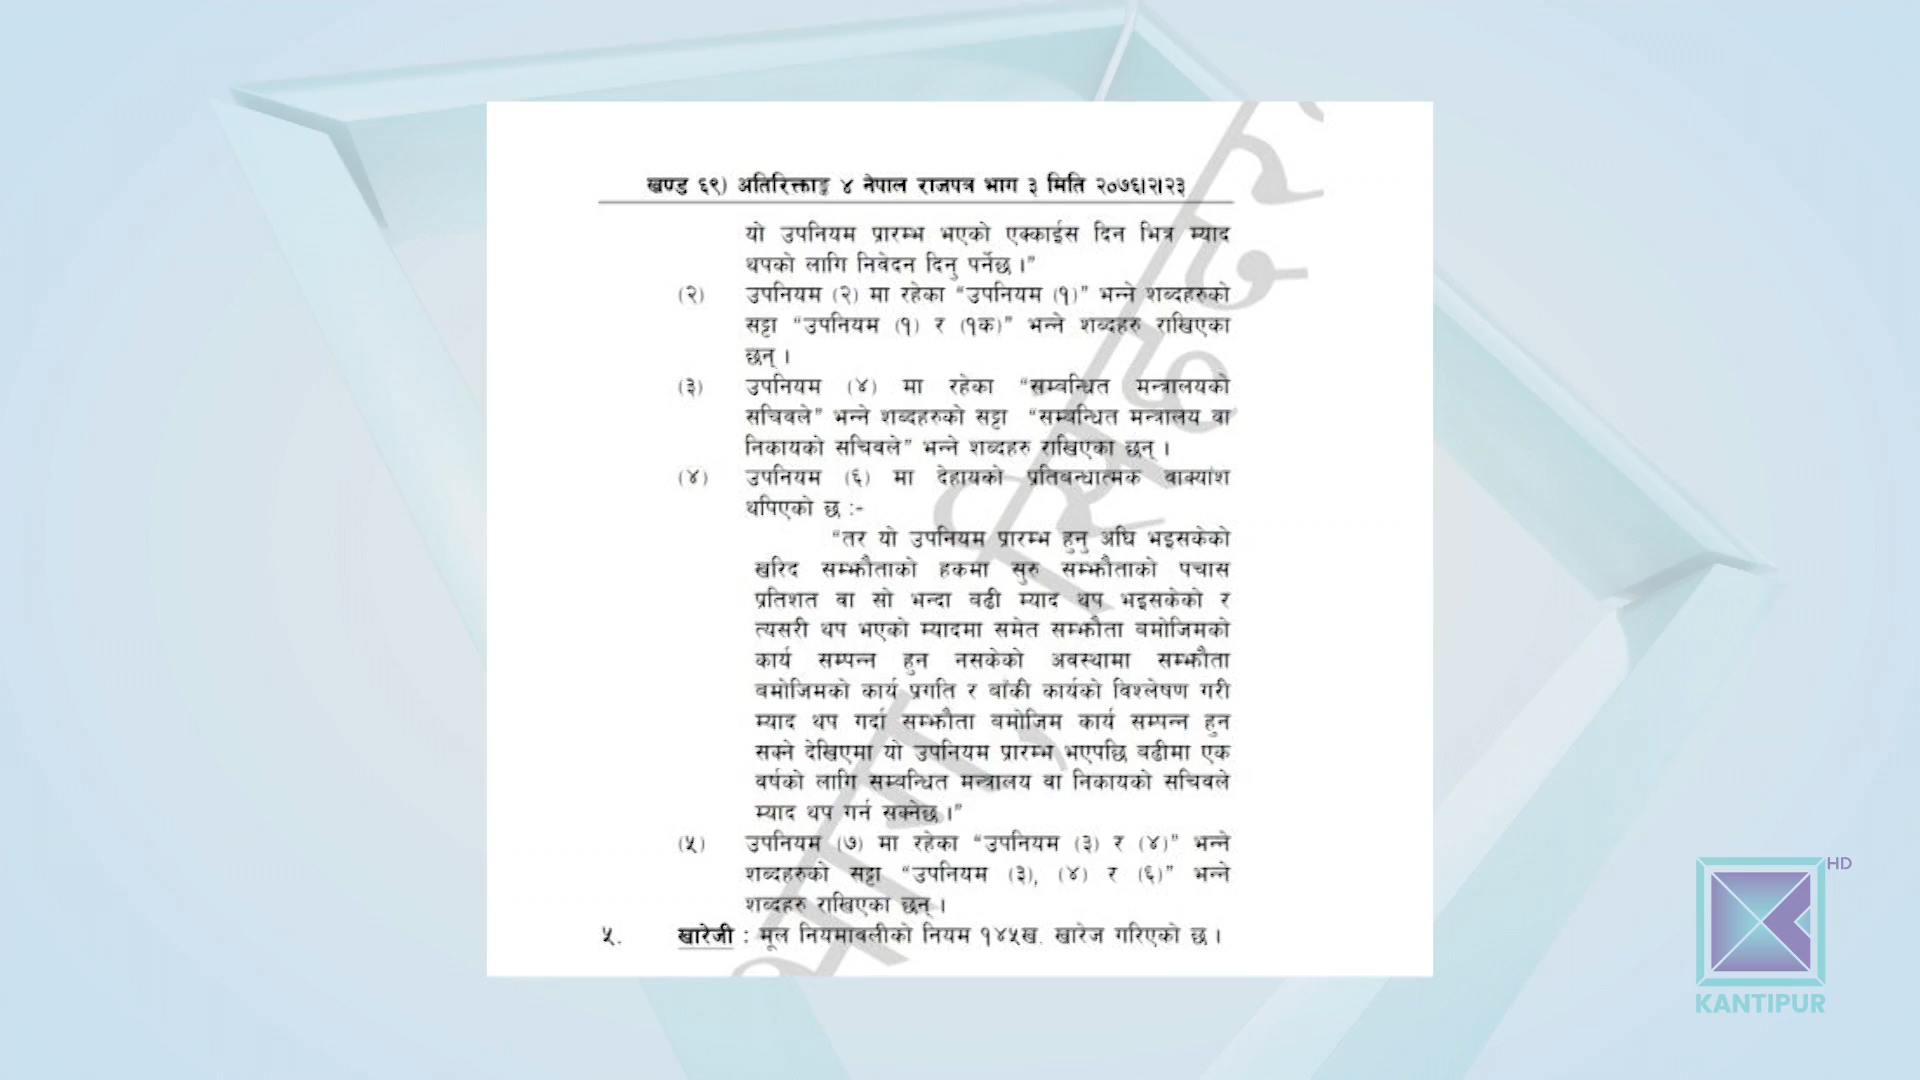 खण्ड ६९) अतिरिक्ताङ्क ४ नेपाल राजपत्र भाग ३ मिति २०७६।२।२३
यो उपनियम प्रारम्भ भएको एक्काईस दिन भित्र म्याद
थपको लागि निवेदन दिनु पर्नेछ ।”
(२) उपनियम (२) मा रहेका “उपनियम (१)” भन्ने शब्दहरुको
सट्टा “उपनियम (१) र (१क)” भन्ने शब्दहरु राखिएका
छन् ।
(३) उपनियम (४) मा रहेका “सम्बन्धित मन्त्रालयको
सचिवले” भन्ने शब्दहरुको सट्टा “सम्बन्धित मन्त्रालय वा
निकायको सचिवले” भन्ने शब्दहरु राखिएका छन् ।
(४) उपनियम (६) मा देहायको प्रतिबन्धात्मक वाक्यांश
थपिएको छ :-
“तर यो उपनियम प्रारम्भ हुनु अघि भइसकेको
खरिद सम्झौताको हकमा सुरु सम्झौताको पचास
प्रतिशत वा सो भन्दा बढी म्याद थप भइसकेको र
त्यसरी थप भएको म्यादमा समेत सम्झौता बमोजिमको
कार्य सम्पन्न हुन नसकेको अवस्थामा सम्झौता
बमोजिमको कार्य प्रगति र बाँकी कार्यको विश्लेषण गरी
म्याद थप गर्दा सम्झौता बमोजिम कार्य सम्पन्न हुन
सक्ने देखिएमा यो उपनियम प्रारम्भ भएपछि बढीमा एक
वर्षको लागि सम्बन्धित मन्त्रालय वा निकायको सचिवले
म्याद थप गर्न सक्नेछ ।”
(५) उपनियम (७) मा रहेका “उपनियम (३) र (४)” भन्ने
शब्दहरुको सट्टा “उपनियम (३), (४) र (६)” भन्ने
शब्दहरु राखिएका छन् ।
५. खारेजी : मूल नियमावलीको नियम १४५ख. खारेज गरिएको छ ।
HD
KANTIPUR